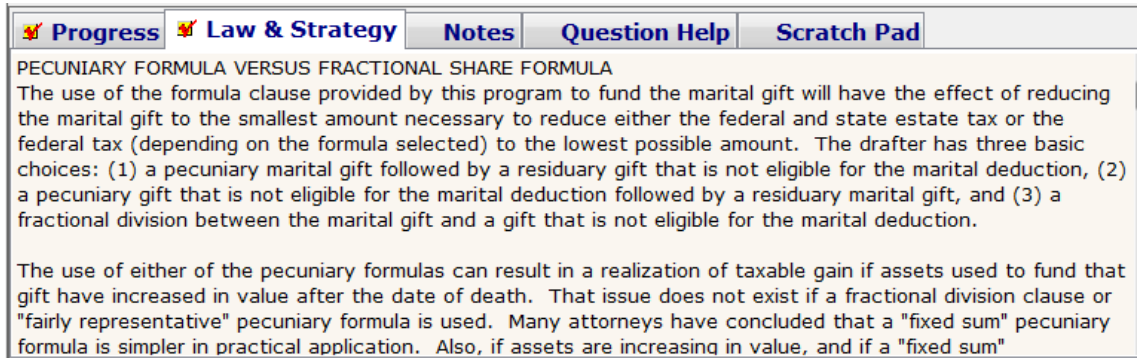 Progress Law & Strategy Notes Question Help Scratch Pad
PECUNIARY FORMULA VERSUS FRACTIONAL SHARE FORMULA
The use of the formula clause provided by this program to fund the marital gift will have the effect of reducing
the marital gift to the smallest amount necessary to reduce either the federal and state estate tax or the
federal tax (depending on the formula selected) to the lowest possible amount. The drafter has three basic
choices: (1) a pecuniary marital gift followed by a residuary gift that is not eligible for the marital deduction, (2)
a pecuniary gift that is not eligible for the marital deduction followed by a residuary marital gift, and (3) a
fractional division between the marital gift and a gift that is not eligible for the marital deduction.
The use of either of the pecuniary formulas can result in a realization of taxable gain if assets used to fund that
gift have increased in value after the date of death. That issue does not exist if a fractional division clause or
"fairly representative" pecuniary formula is used. Many attorneys have concluded that a "fixed sum" pecuniary
formula is simpler in practical application. Also, if assets are increasing in value, and if a "fixed sum"